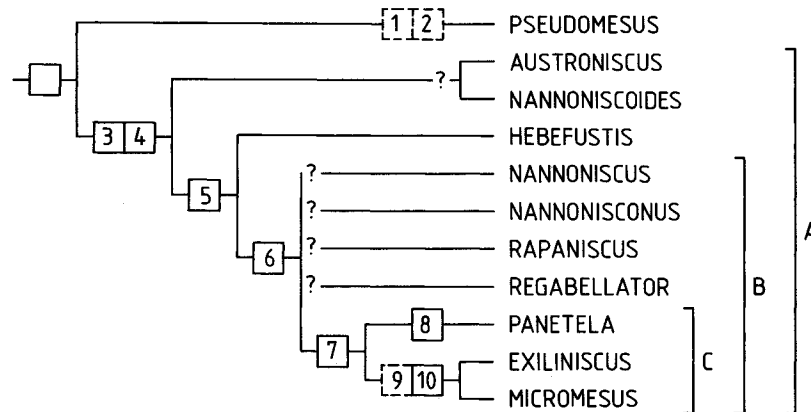 1 2 PSEUDOMESUS
AUSTRONISCUS
? NANNONISCOIDES
3 4 HEBEFUSTIS
? NANNONISCUS
5
? NANNONISCONUS
A
? RAPANISCUS
6
? REGABELLATOR
B
8 PANETELA
7
EXILINISCUS
C
9 10
MICROMESUS